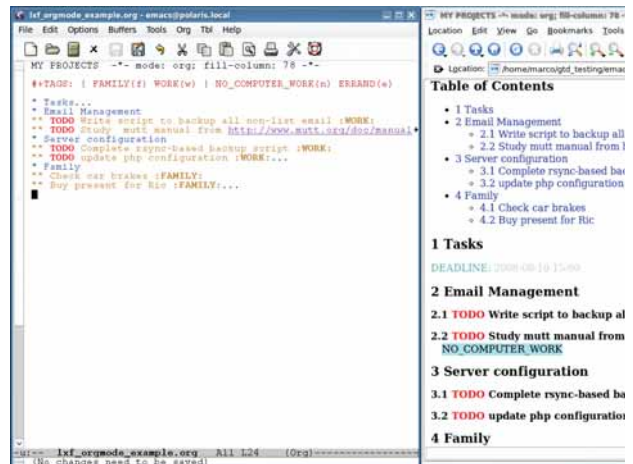 lxf_orgmode_example.org - emacs@polaris.local
File Edit Options Buffers Tools Org Tbl Help
MY PROJECTS -*- mode: org; fill-column: 78 -*-
#+TAGS: { FAMILY(f) WORK(w) | NO_COMPUTER_WORK(n) ERRAND(e)
* Tasks...
* Email Management
** TODO Write script to backup all non-list email :WORK:
** TODO Study mutt manual from http://www.mutt.org/doc/manual
* Server configuration
** TODO Complete rsync-based backup script :WORK:
** TODO update php configuration :WORK:...
* Family
** Check car brakes :FAMILY:
** Buy present for Ric :FAMILY:...
-u:-- lxf_orgmode_example.org All L24 (Org)
(No changes need to be saved)
MY PROJECTS -*- mode: org; fill-column: 78 -
Location Edit View Go Bookmarks Tools
Location: /home/marco/gtd_testing/emac
Table of Contents
• 1 Tasks
• 2 Email Management
2.1 Write script to backup all
2.2 Study mutt manual from
• 3 Server configuration
3.1 Complete rsync-based bac
3.2 update php configuration
• 4 Family
4.1 Check car brakes
4.2 Buy present for Ric
1 Tasks
DEADLINE:
2 Email Management
2.1 TODO Write script to backup al
2.2 TODO Study mutt manual from
NO_COMPUTER_WORK
3 Server configuration
3.1 TODO Complete rsync-based ba
3.2 TODO update php configuration
4 Family